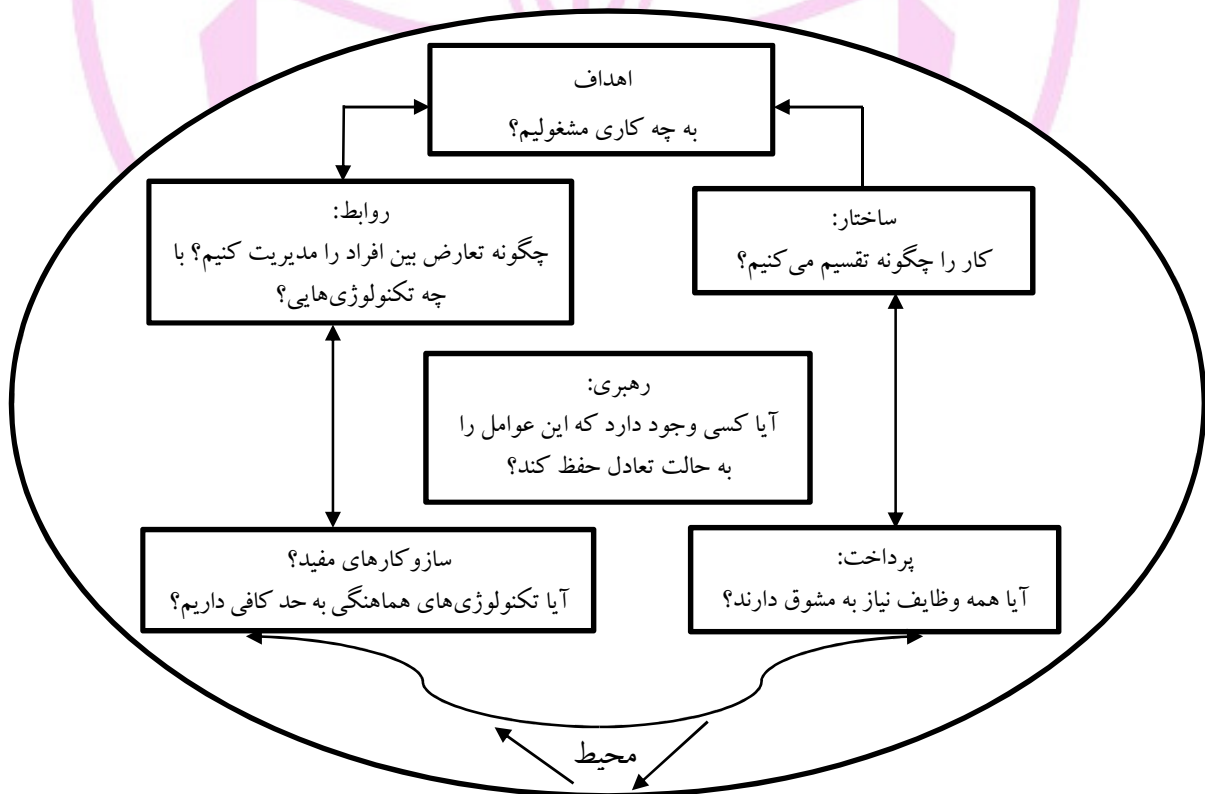 اهداف
به چه کاری مشغولیم؟
ساختار:
کار را چگونه تقسیم می‌کنیم؟
روابط:
چگونه تعارض بین افراد را مدیریت کنیم؟ با
چه تکنولوژی‌هایی؟
رهبری:
آیا کسی وجود دارد که این عوامل را
به حالت تعادل حفظ کند؟
پرداخت:
آیا همه وظایف نیاز به مشوق دارند؟
سازوکارهای مفید؟
آیا تکنولوژی‌های هماهنگی به حد کافی داریم؟
محیط